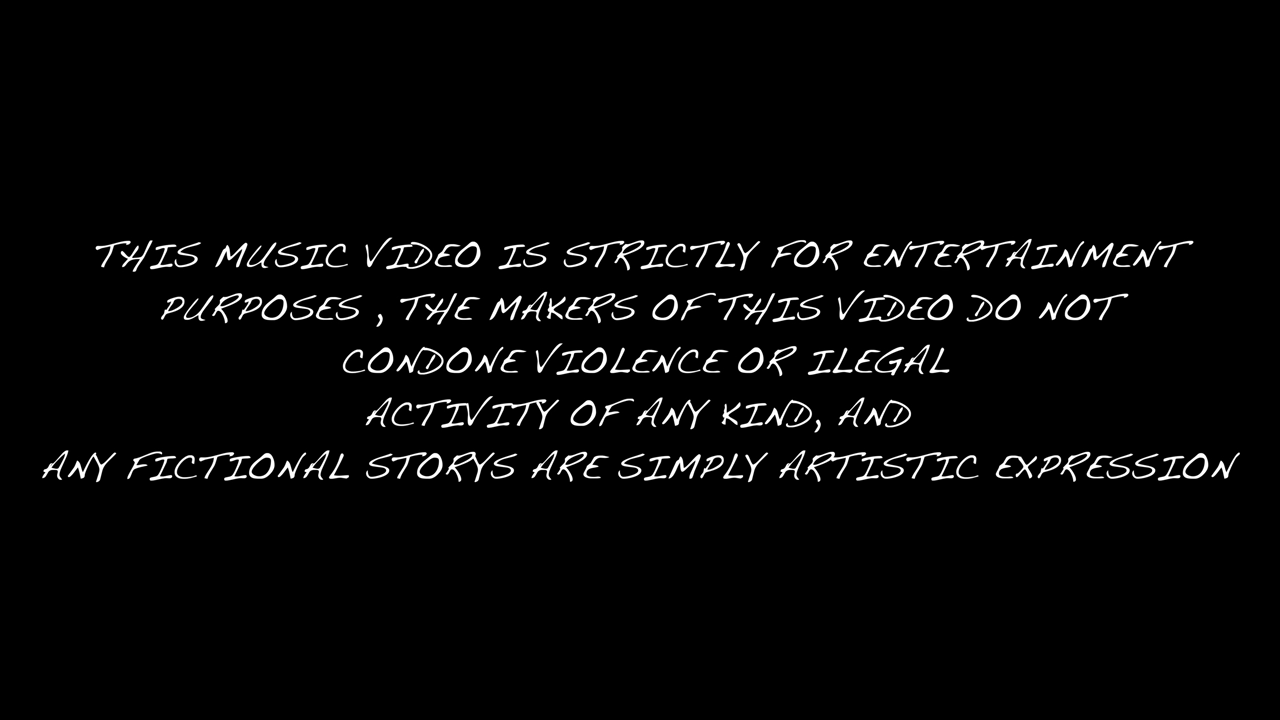 THIS MUSIC VIDEO IS STRICTLY FOR ENTERTAINMENT
PURPOSES , THE MAKERS OF THIS VIDEO DO NOT
CONDONE VIOLENCE OR ILEGAL
ACTIVITY OF ANY KIND, AND
ANY FICTIONAL STORYS ARE SIMPLY ARTISTIC EXPRESSION